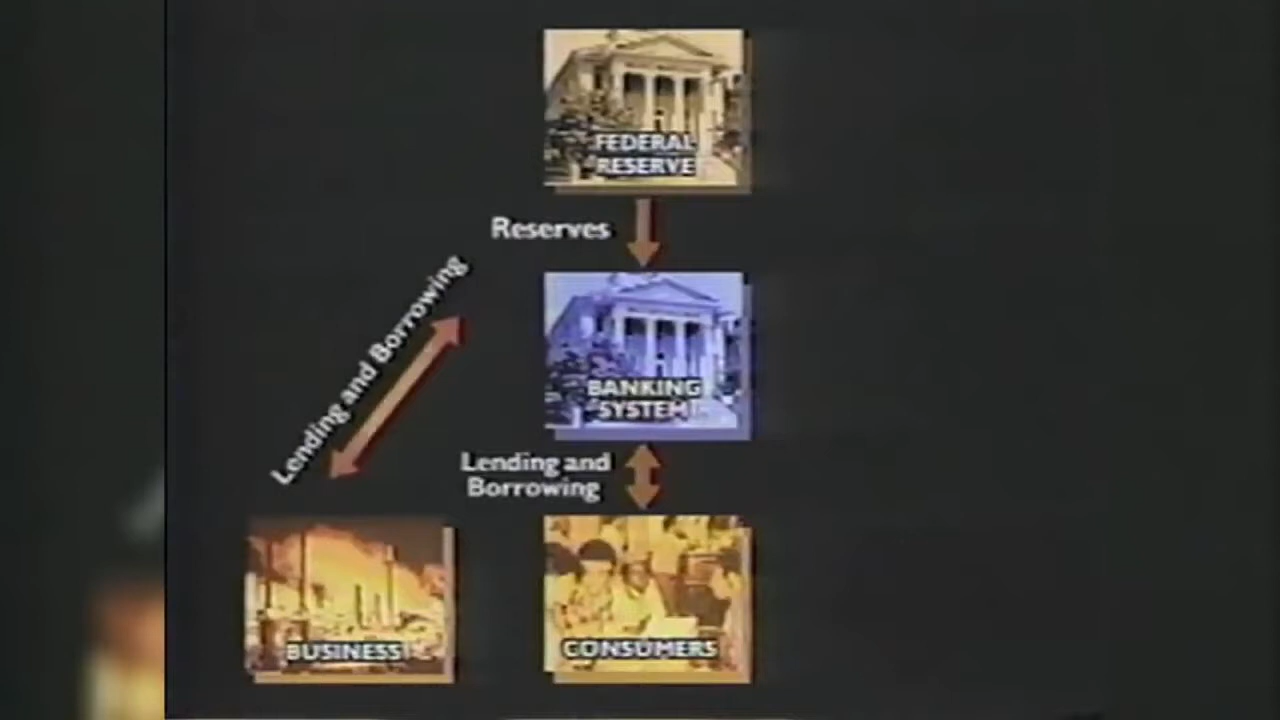 FEDERAL
RESERVE
Reserves
Lending and Borrowing
BANKING
SYSTEM
Lending and
Borrowing
BUSINESS
CONSUMERS